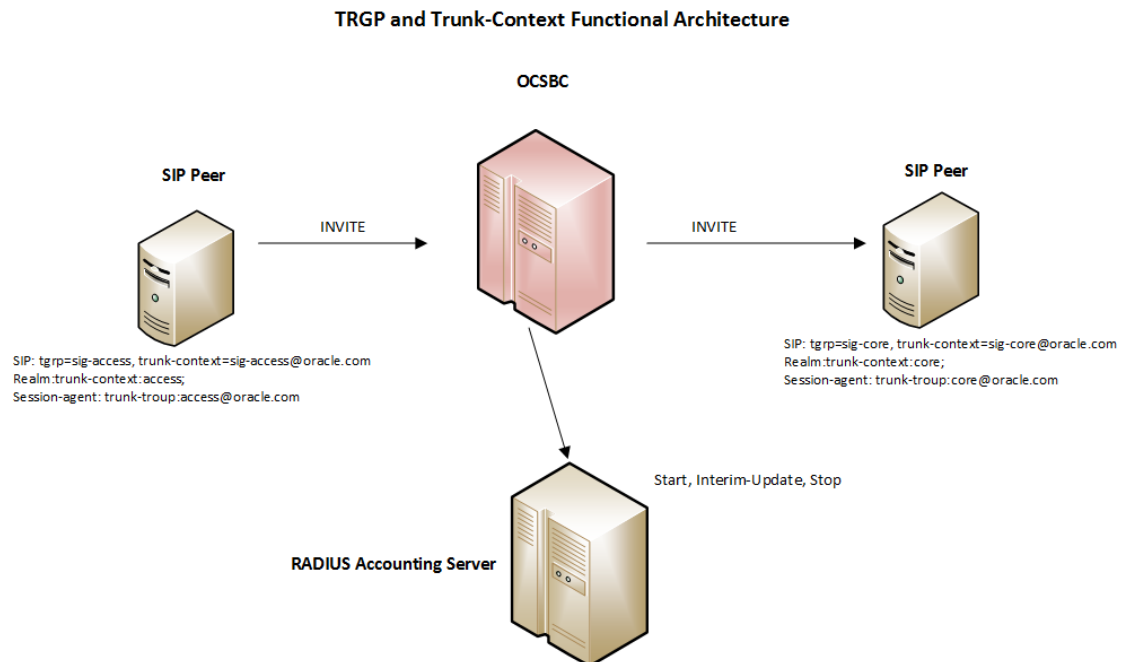 TRGP and Trunk-Context Functional Architecture
OCSBC
SIP Peer
SIP Peer
INVITE
INVITE
SIP: tgrp=sig-access, trunk-context=sig-access@oracle.com
Realm:trunk-context:access;
Session-agent: trunk-troup:access@oracle.com
SIP: tgrp=sig-core, trunk-context=sig-core@oracle.com
Realm:trunk-context:core;
Session-agent: trunk-troup:core@oracle.com
Start, Interim-Update, Stop
RADIUS Accounting Server